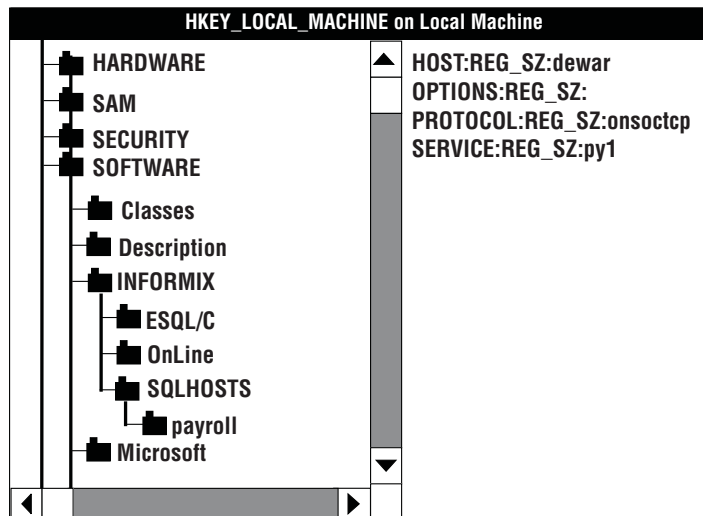 HKEY_LOCAL_MACHINE on Local Machine
HARDWARE
SAM
SECURITY
SOFTWARE
Classes
Description
INFORMIX
ESQL/C
OnLine
SQLHOSTS
payroll
Microsoft
HOST:REG_SZ:dewar
OPTIONS:REG_SZ:
PROTOCOL:REG_SZ:onsoctcp
SERVICE:REG_SZ:py1